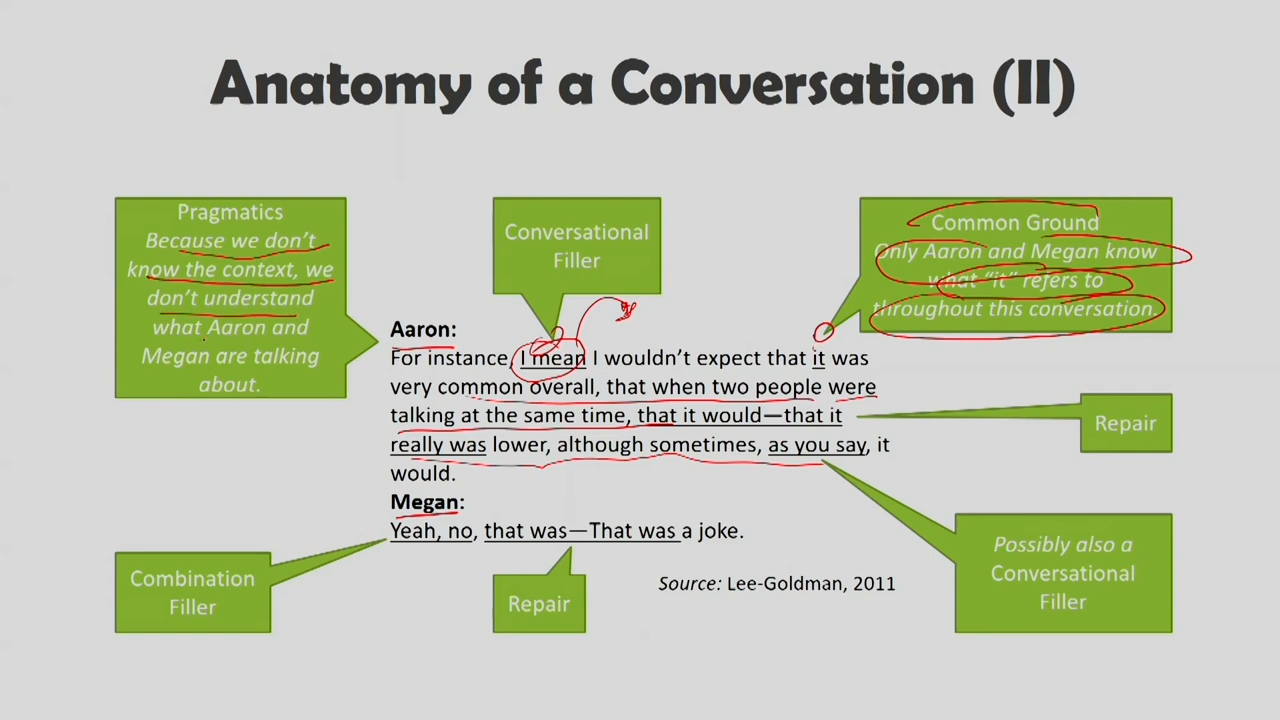 Anatomy of a Conversation (II)
Pragmatics
Because we don't
know the context, we
don't understand
what Aaron and
Megan are talking
about.
Conversational
Filler
Common Ground
Only Aaron and Megan know
what "it" refers to
throughout this conversation.
Aaron:
For instance, I mean I wouldn't expect that it was
very common overall, that when two people were
talking at the same time, that it would—that it
really was lower, although sometimes, as you say, it
would.
Repair
Megan:
Yeah, no, that was—That was a joke.
Combination
Filler
Repair
Source: Lee-Goldman, 2011
Possibly also a
Conversational
Filler